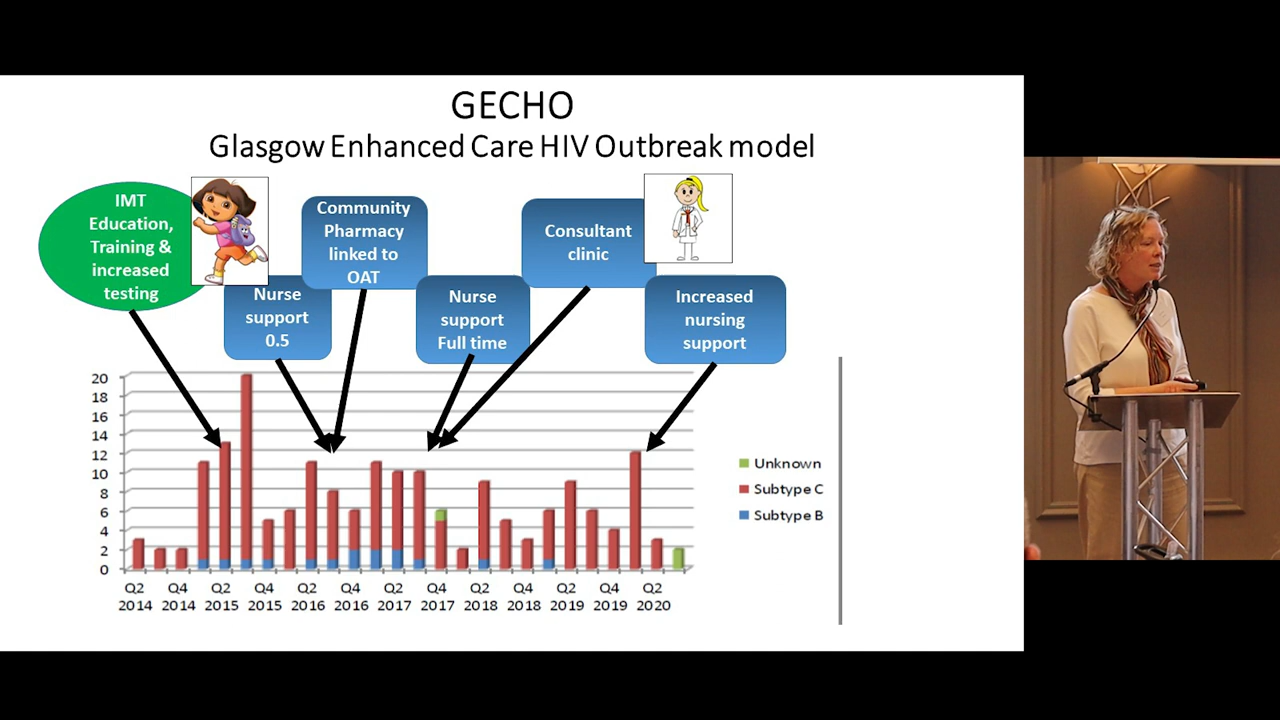 GECHO
Glasgow Enhanced Care HIV Outbreak model
IMT
Education,
Training &
increased
testing
Nurse
support
0.5
Community
Pharmacy
linked to
OAT
Nurse
support
Full time
Consultant
clinic
Increased
nursing
support
20
18
16
14
12
10
8
6
4
2
0
Q2 Q4 Q2 Q4 Q2 Q4 Q2 Q4 Q2 Q4 Q2 Q4 Q2
2014 2014 2015 2015 2016 2016 2017 2017 2018 2018 2019 2019 2020
Unknown
Subtype C
Subtype B